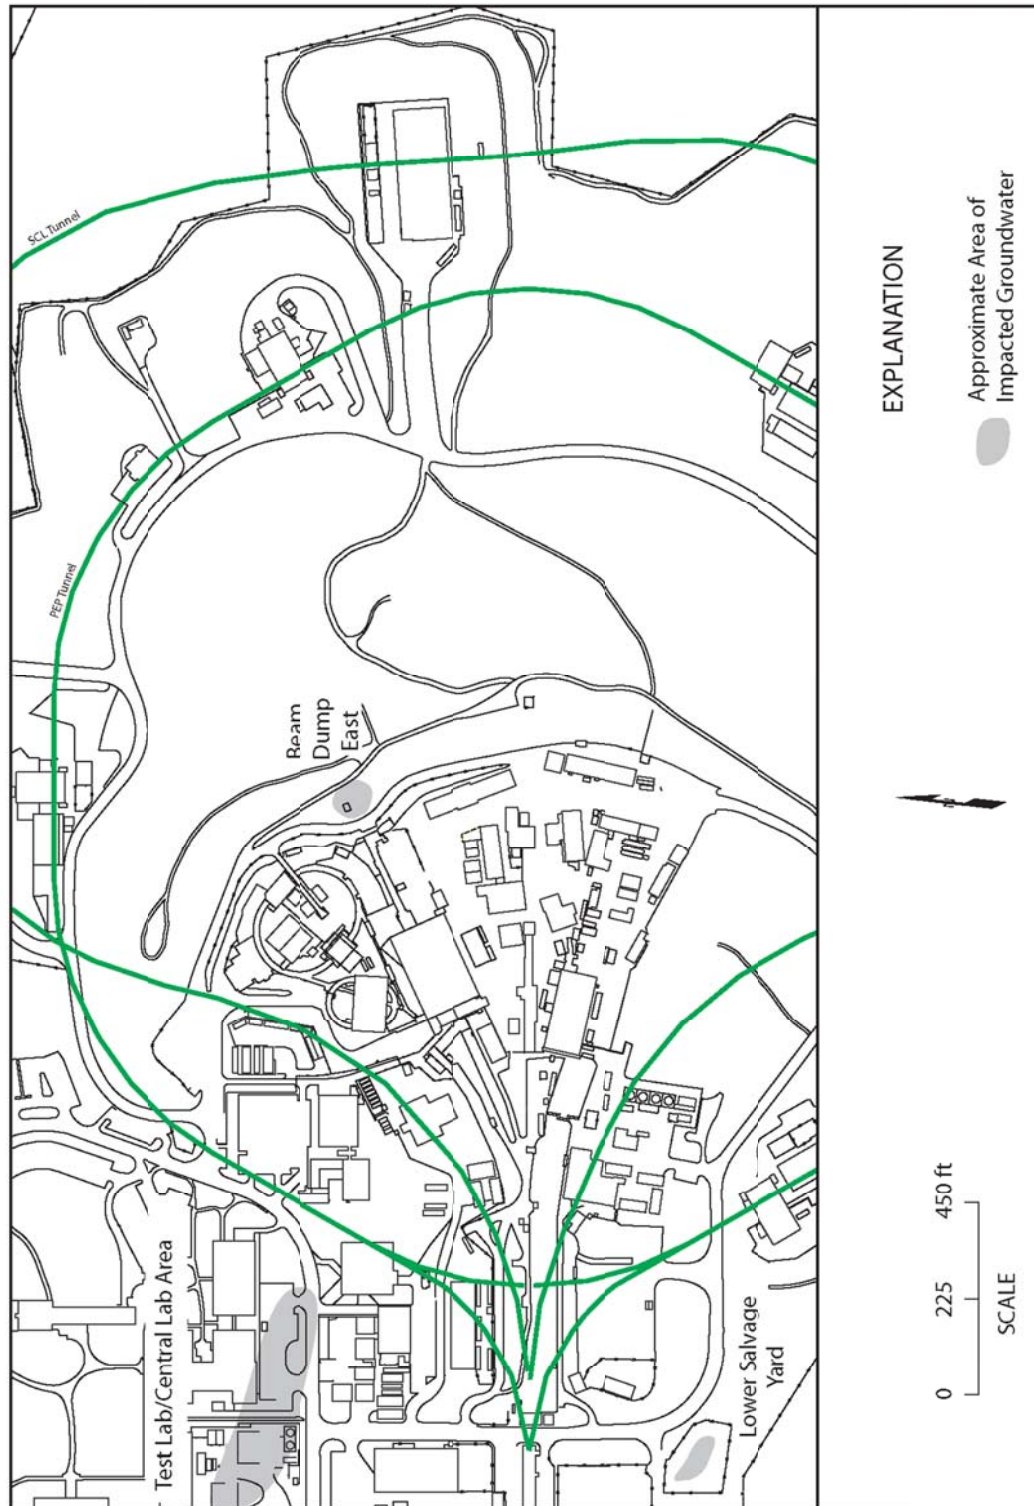 SCL Tunnel
PEP Tunnel
Beam
Dump
East
Test Lab/Central Lab Area
Lower Salvage
Yard
EXPLANATION
Approximate Area of
Impacted Groundwater
N
0 225 450 ft
SCALE